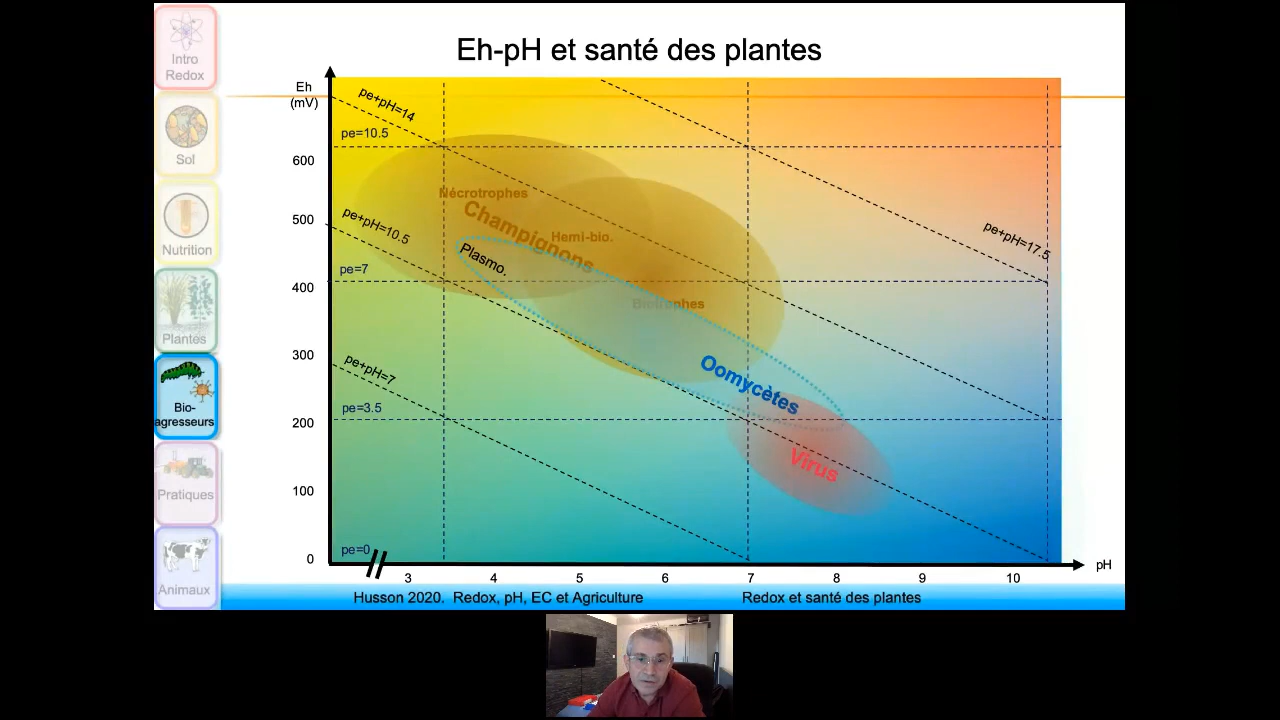 Eh-pH et santé des plantes
Intro
Redox
Sol
Nutrition
Plantes
Bio-
agresseurs
Pratiques
Animaux
Eh
(mV)
600
500
400
300
200
100
0
pe+pH=14
pe=10.5
pe+pH=10.5
pe=7
pe+pH=7
pe=3.5
pe=0
pe+pH=17.5
Nécrotrophes
Champignons
Hemi-bio.
Plasmo.
Biotrophes
Oomycètes
Virus
3 4 5 6 7 8 9 10
pH
Husson 2020. Redox, pH, EC et Agriculture
Redox et santé des plantes